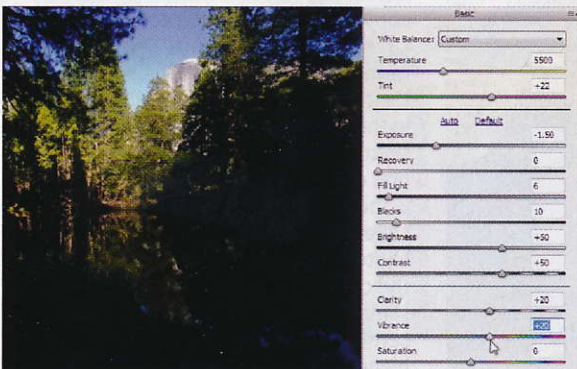 Basic
White Balance: Custom
Temperature 5500
Tint +22
Auto Default
Exposure -1.50
Recovery 0
Fill Light 6
Blacks 10
Brightness +50
Contrast +50
Clarity +20
Vibrance +20
Saturation 0